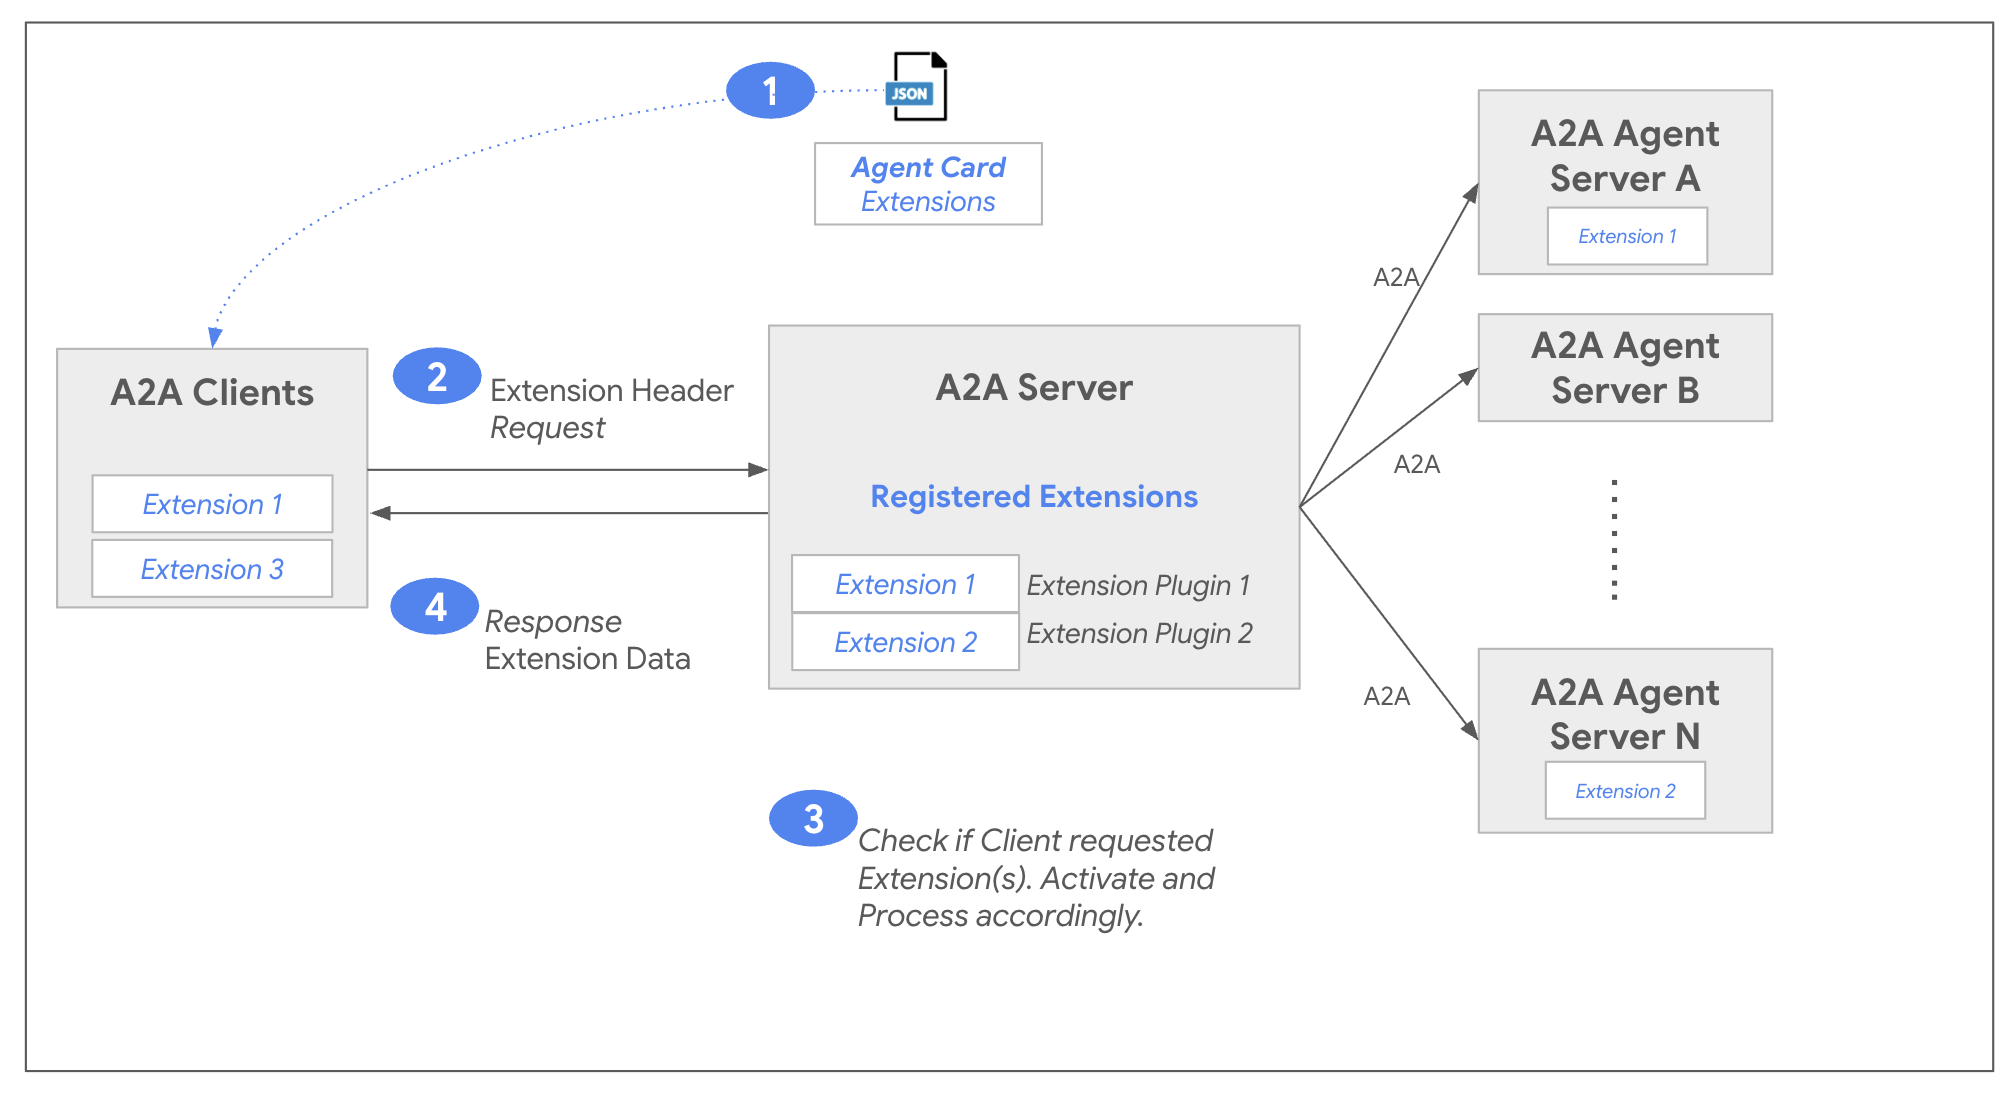 1
JSON
Agent Card
Extensions
A2A Agent
Server A
Extension 1
A2A
A2A Agent
Server B
A2A
A2A Clients
Extension 1
Extension 3
2
Extension Header
Request
A2A Server
Registered Extensions
Extension 1
Extension Plugin 1
Extension 2
Extension Plugin 2
4
Response
Extension Data
A2A
A2A Agent
Server N
Extension 2
3
Check if Client requested
Extension(s). Activate and
Process accordingly.